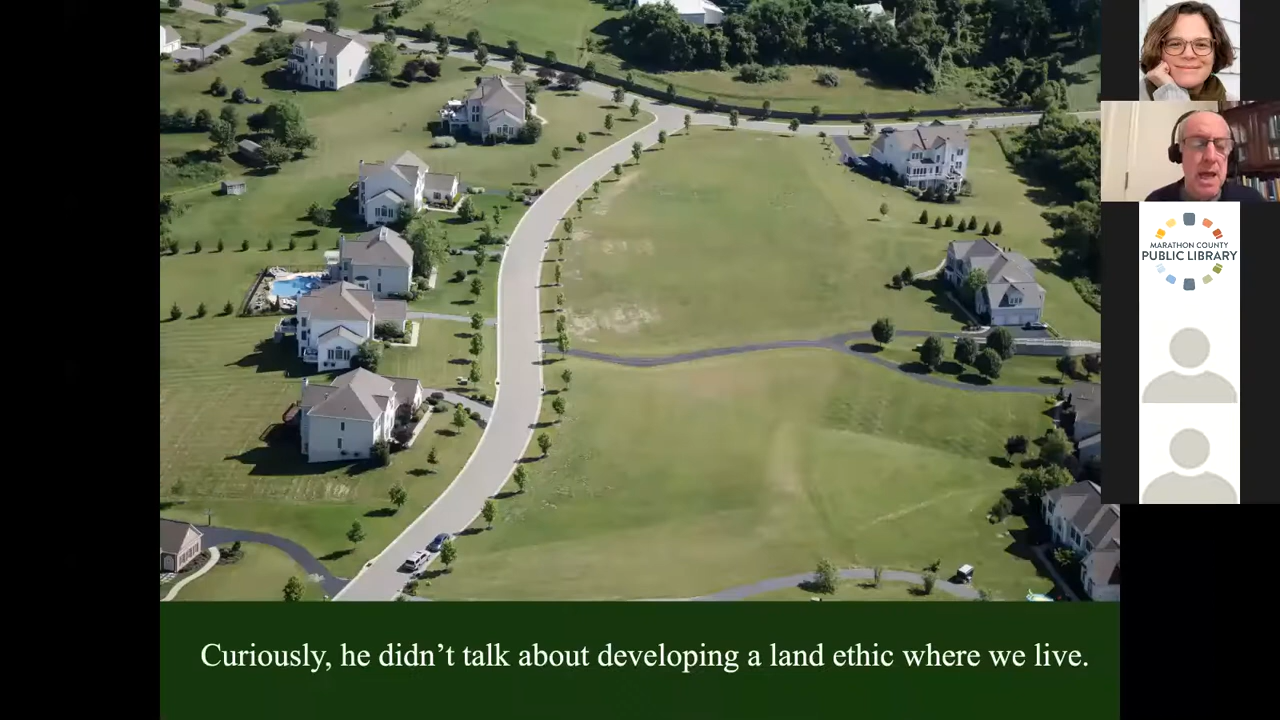 MARATHON COUNTY
PUBLIC LIBRARY
Curiously, he didn’t talk about developing a land ethic where we live.